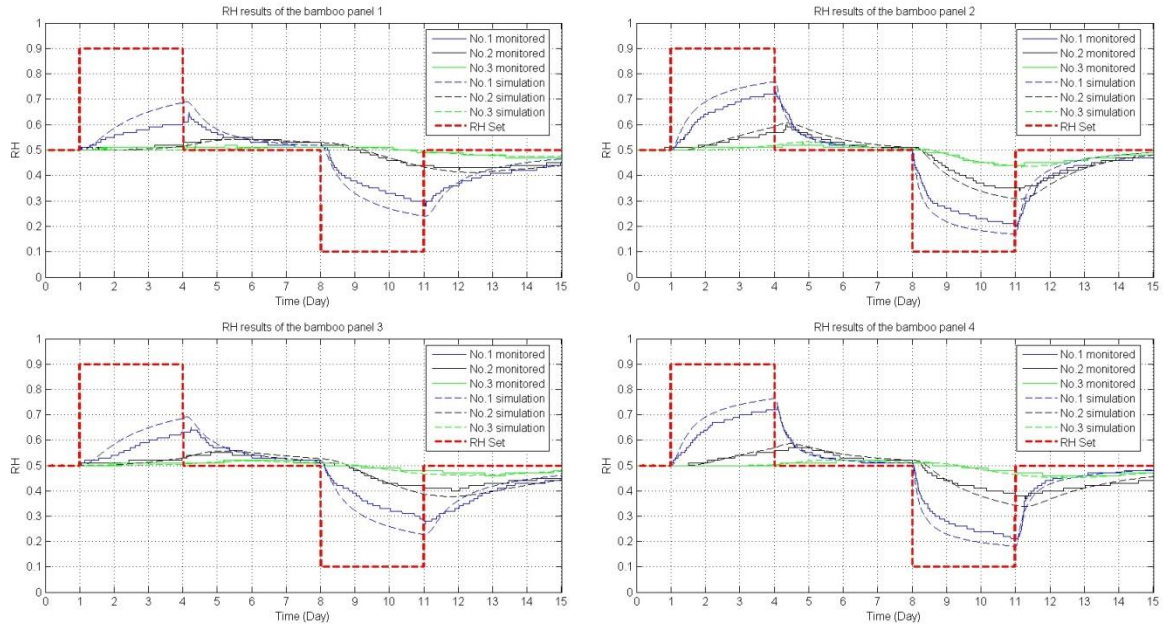 RH results of the bamboo panel 1
1
0.9
0.8
0.7
0.6
0.5
0.4
0.3
0.2
0.1
0
RH
No.1 monitored
No.2 monitored
No.3 monitored
No.1 simulation
No.2 simulation
No.3 simulation
RH Set
0 1 2 3 4 5 6 7 8 9 10 11 12 13 14 15
Time (Day)
RH results of the bamboo panel 2
1
0.9
0.8
0.7
0.6
0.5
0.4
0.3
0.2
0.1
0
RH
No.1 monitored
No.2 monitored
No.3 monitored
No.1 simulation
No.2 simulation
No.3 simulation
RH Set
0 1 2 3 4 5 6 7 8 9 10 11 12 13 14 15
Time (Day)
RH results of the bamboo panel 3
1
0.9
0.8
0.7
0.6
0.5
0.4
0.3
0.2
0.1
0
RH
No.1 monitored
No.2 monitored
No.3 monitored
No.1 simulation
No.2 simulation
No.3 simulation
RH Set
0 1 2 3 4 5 6 7 8 9 10 11 12 13 14 15
Time (Day)
RH results of the bamboo panel 4
1
0.9
0.8
0.7
0.6
0.5
0.4
0.3
0.2
0.1
0
RH
No.1 monitored
No.2 monitored
No.3 monitored
No.1 simulation
No.2 simulation
No.3 simulation
RH Set
0 1 2 3 4 5 6 7 8 9 10 11 12 13 14 15
Time (Day)